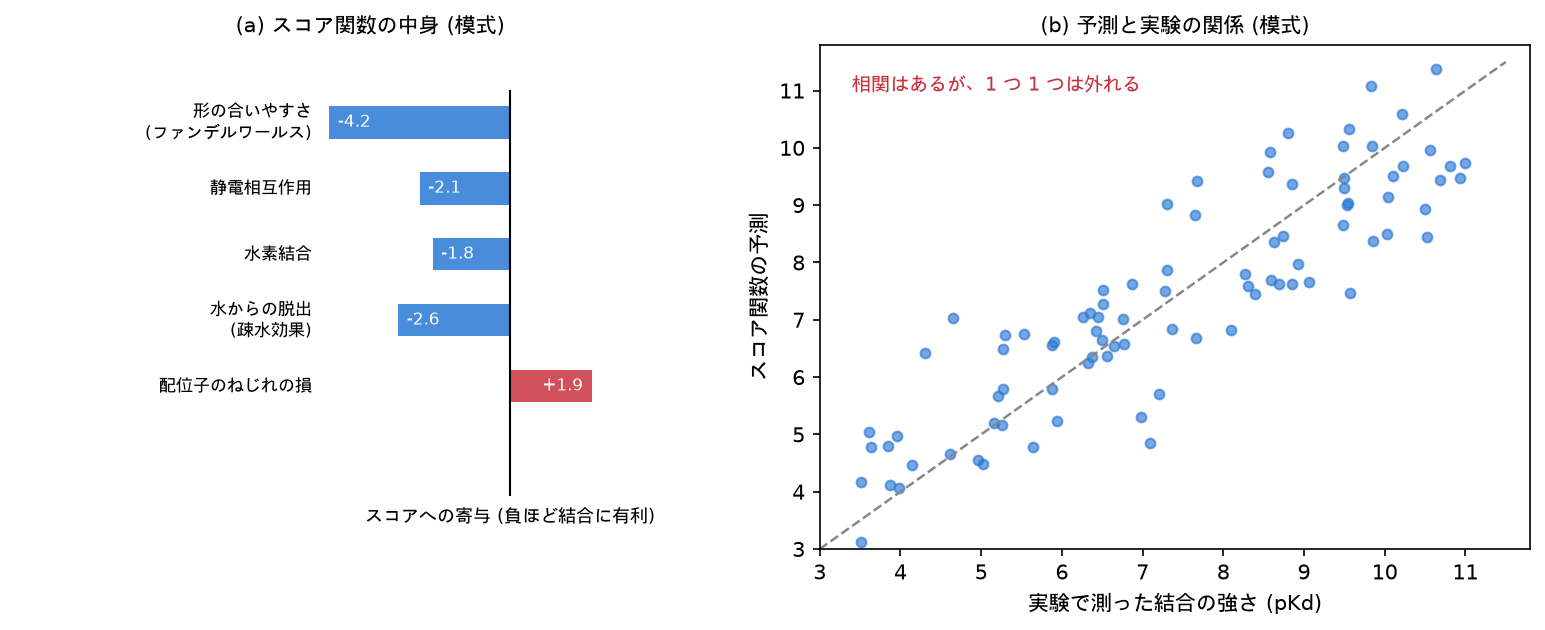 (a) スコア関数の中身 (模式)
形の合いやすさ
(ファンデルワールス)
-4.2
静電相互作用
-2.1
水素結合
-1.8
水からの脱出
(疎水効果)
-2.6
配位子のねじれの損
+1.9
スコアへの寄与 (負ほど結合に有利)
(b) 予測と実験の関係 (模式)
相関はあるが、1 つ 1 つは外れる
スコア関数の予測
11
10
9
8
7
6
5
4
3
3 4 5 6 7 8 9 10 11
実験で測った結合の強さ (pKd)